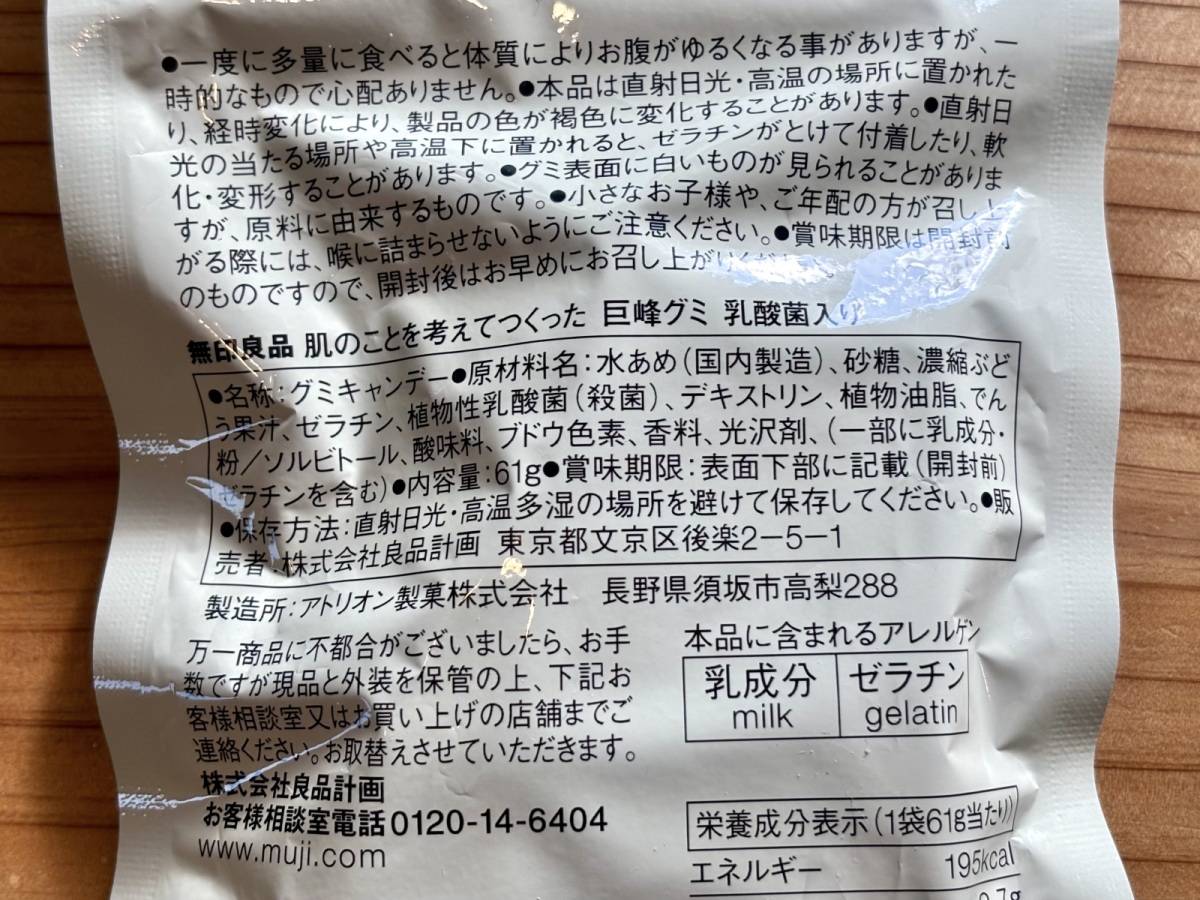 ●一度に多量に食べると体質によりお腹がゆるくなる事がありますが、一
時的なもので心配ありません。●本品は直射日光・高温の場所に置かれた
り、経時変化により、製品の色が褐色に変化することがあります。●直射日
光の当たる場所や高温下に置かれると、ゼラチンがとけて付着したり、軟
化・変形することがあります。●グミ表面に白いものが見られることがありま
すが、原料に由来するものです。●小さなお子様や、ご年配の方が召し上
がる際には、喉に詰まらせないようにご注意ください。●賞味期限は開封前
のものですので、開封後はお早めにお召し上がりください。
無印良品 肌のことを考えてつくった 巨峰グミ 乳酸菌入り
●名称:グミキャンデー●原材料名:水あめ(国内製造)、砂糖、濃縮ぶど
う果汁、ゼラチン、植物性乳酸菌(殺菌)、デキストリン、植物油脂、でん
粉/ソルビトール、酸味料、ブドウ色素、香料、光沢剤、(一部に乳成分・
ゼラチンを含む)●内容量:61g●賞味期限:表面下部に記載(開封前)
●保存方法:直射日光・高温多湿の場所を避けて保存してください。●販
売者:株式会社良品計画 東京都文京区後楽2-5-1
製造所:アトリオン製菓株式会社 長野県須坂市高梨288
万一商品に不都合がございましたら、お手
数ですが現品と外装を保管の上、下記お
客様相談室又はお買い上げの店舗までご
連絡ください。お取替えさせていただきます。
株式会社良品計画
お客様相談室電話0120-14-6404
www.muji.com
本品に含まれるアレルゲン
乳成分 ゼラチン
milk gelatin
栄養成分表示(1袋61g当たり)
エネルギー 195kcal
0.7g